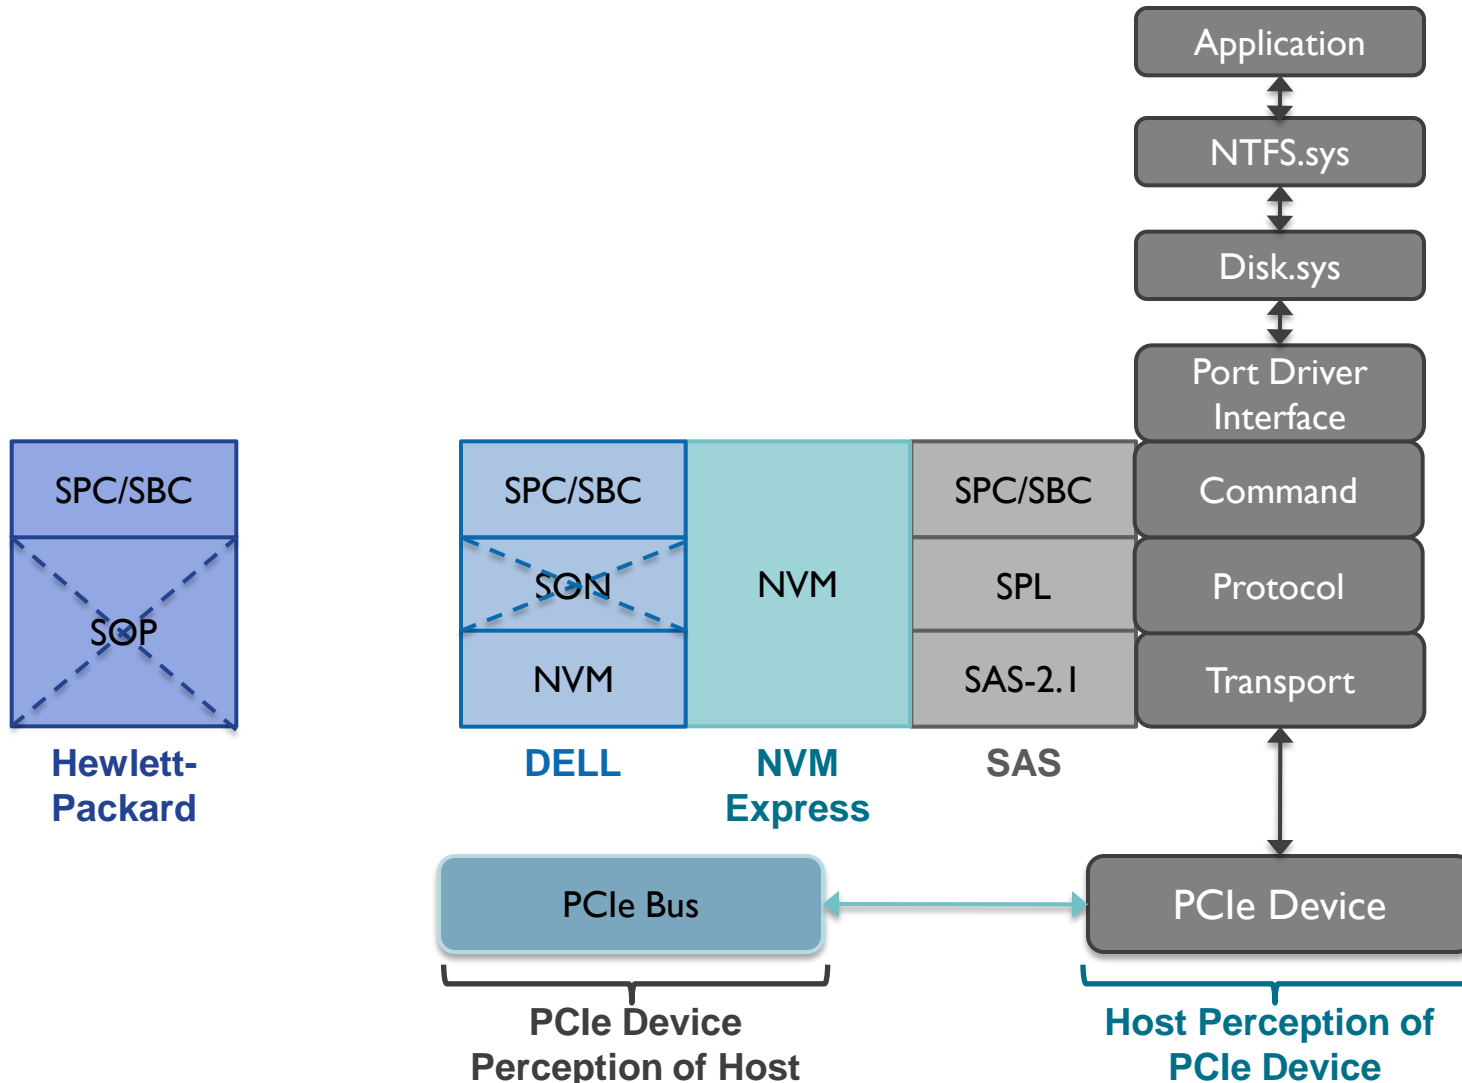 Application
NTFS.sys
Disk.sys
Port Driver
Interface
SPC/SBC
SPC/SBC
SPC/SBC
Command
SON
NVM
SPL
Protocol
SOP
NVM
SAS-2.1
Transport
Hewlett-
Packard
DELL
NVM
Express
SAS
PCIe Bus
PCIe Device
PCIe Device
Perception of Host
Host Perception of
PCIe Device